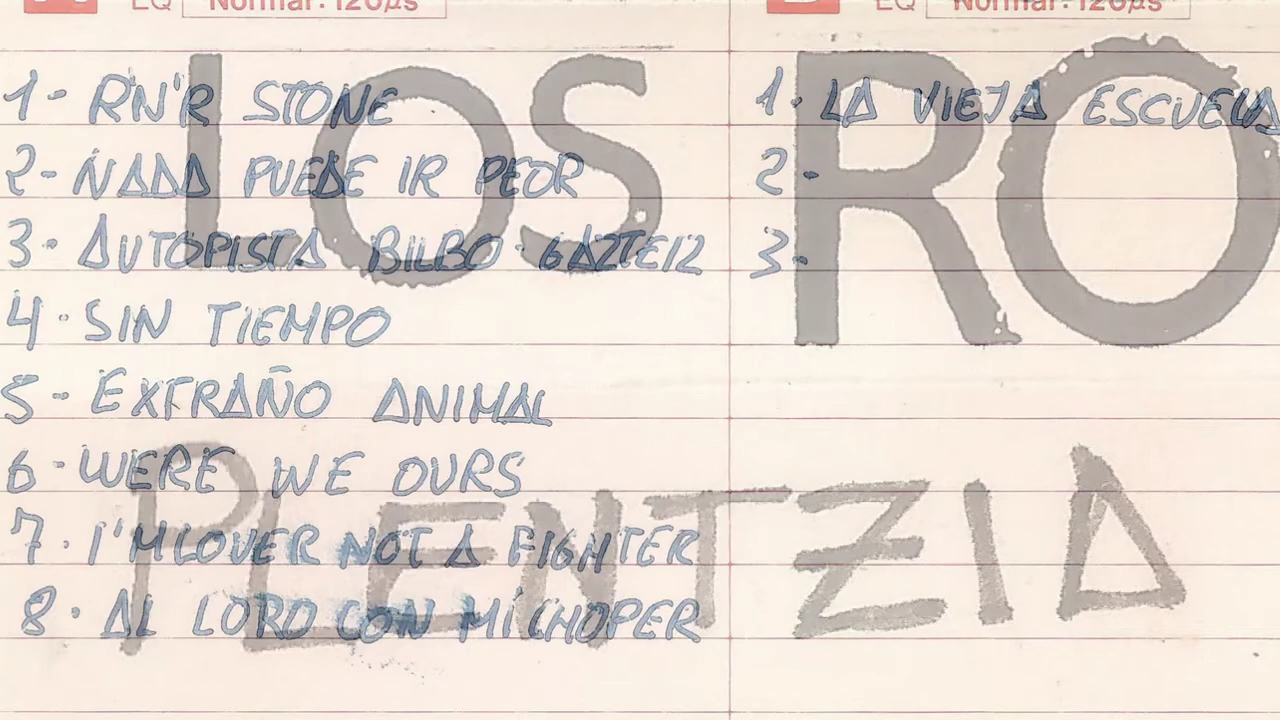 A EQ Normal:120µs
B EQ Normal:120µs
LOS RO
PLENTZIA
1- RN'R STONE
2- NADA PUEDE IR PEOR
3- AUTOPISTA BILBO-GAZTEIZ
4- SIN TIEMPO
5- EXTRAÑO ANIMAL
6- WERE WE OURS
7. I'M LOVER NOT A FIGHTER
8. AL LORO CON MI CHOPER
1. LA VIEJA ESCUELA
2.
3.